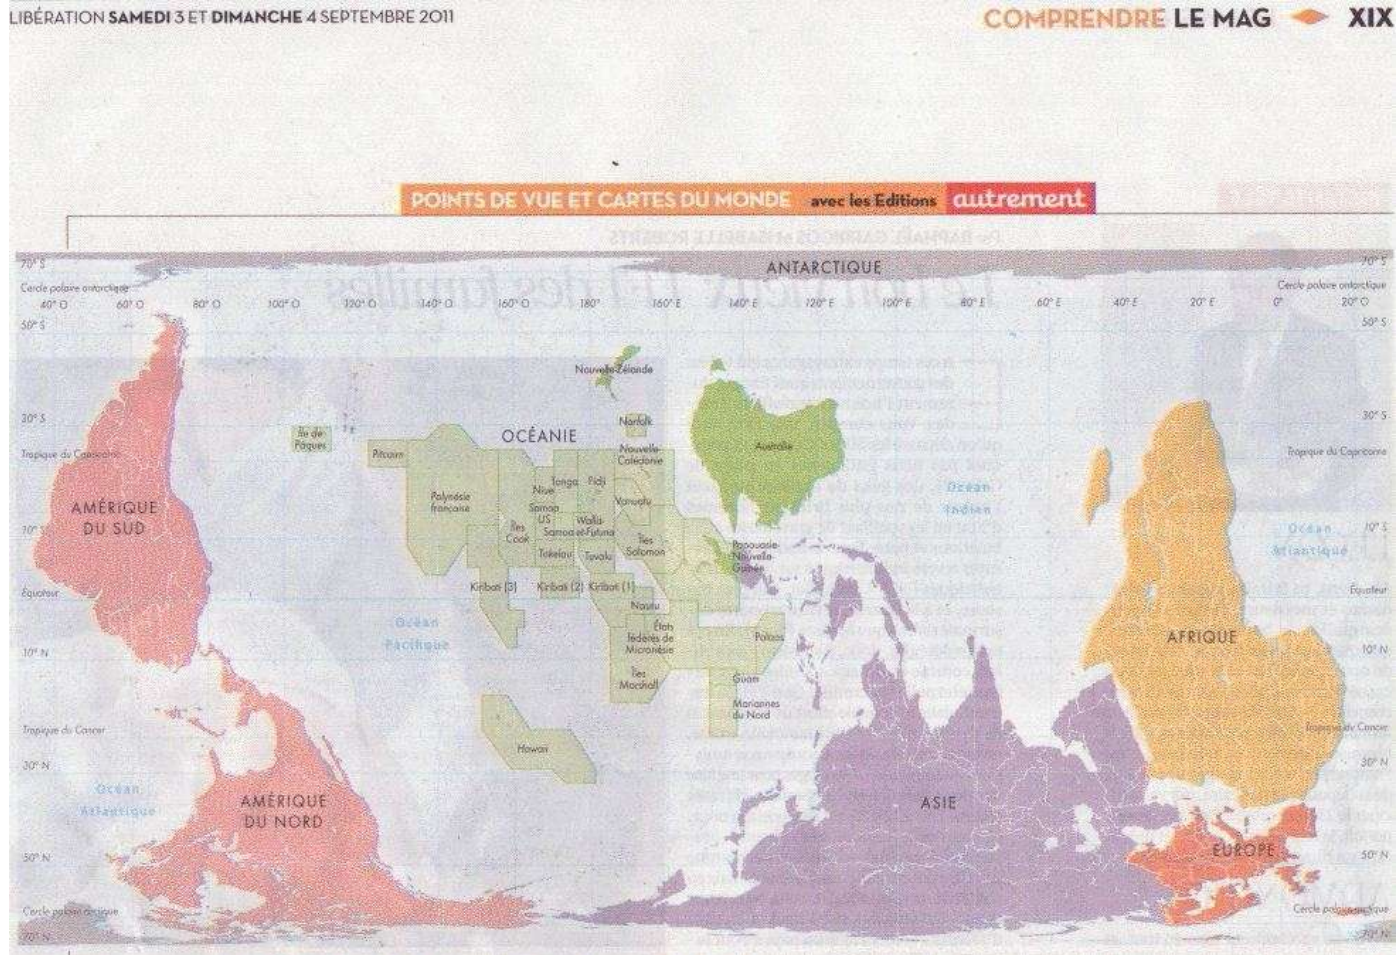 LIBÉRATION SAMEDI 3 ET DIMANCHE 4 SEPTEMBRE 2011
COMPRENDRE LE MAG XIX
POINTS DE VUE ET CARTES DU MONDE avec les Editions autrement
70° S
ANTARCTIQUE
70° S
Cercle polaire antarctique
Cercle polaire antarctique
40° O 60° O 80° O 100° O 120° O 140° O 160° O 180° 160° E 140° E 120° E 100° E 80° E 60° E 40° E 20° E 0° 20° O
50° S
50° S
Nouvelle-Zélande
30° S
30° S
Norfolk
Île de
Pâques
OCÉANIE
Tropique du Capricorne
Pitcairn
Nouvelle-
Calédonie
Australie
Tropique du Capricorne
Tonga Fidji
Niue
Polynésie
française
Vanuatu
Océan
Indien
AMÉRIQUE
DU SUD
Samoa
US
Wallis-
et-Futuna
Samoa
Îles
Cook
Îles
Salomon
10° S
10° S
Océan
Atlantique
Papouasie-
Nouvelle-
Guinée
Tokelau Tuvalu
Kiribati (3) Kiribati (2) Kiribati (1)
Équateur
Équateur
Nauru
Océan
Pacifique
États
fédérés de
Micronésie
Palaos
AFRIQUE
10° N
10° N
Îles
Marshall
Guam
Mariannes
du Nord
Tropique du Cancer
Tropique du Cancer
Hawaii
30° N
30° N
Océan
Atlantique
AMÉRIQUE
DU NORD
ASIE
50° N
EUROPE
50° N
Cercle polaire arctique
Cercle polaire arctique
70° N
70° N